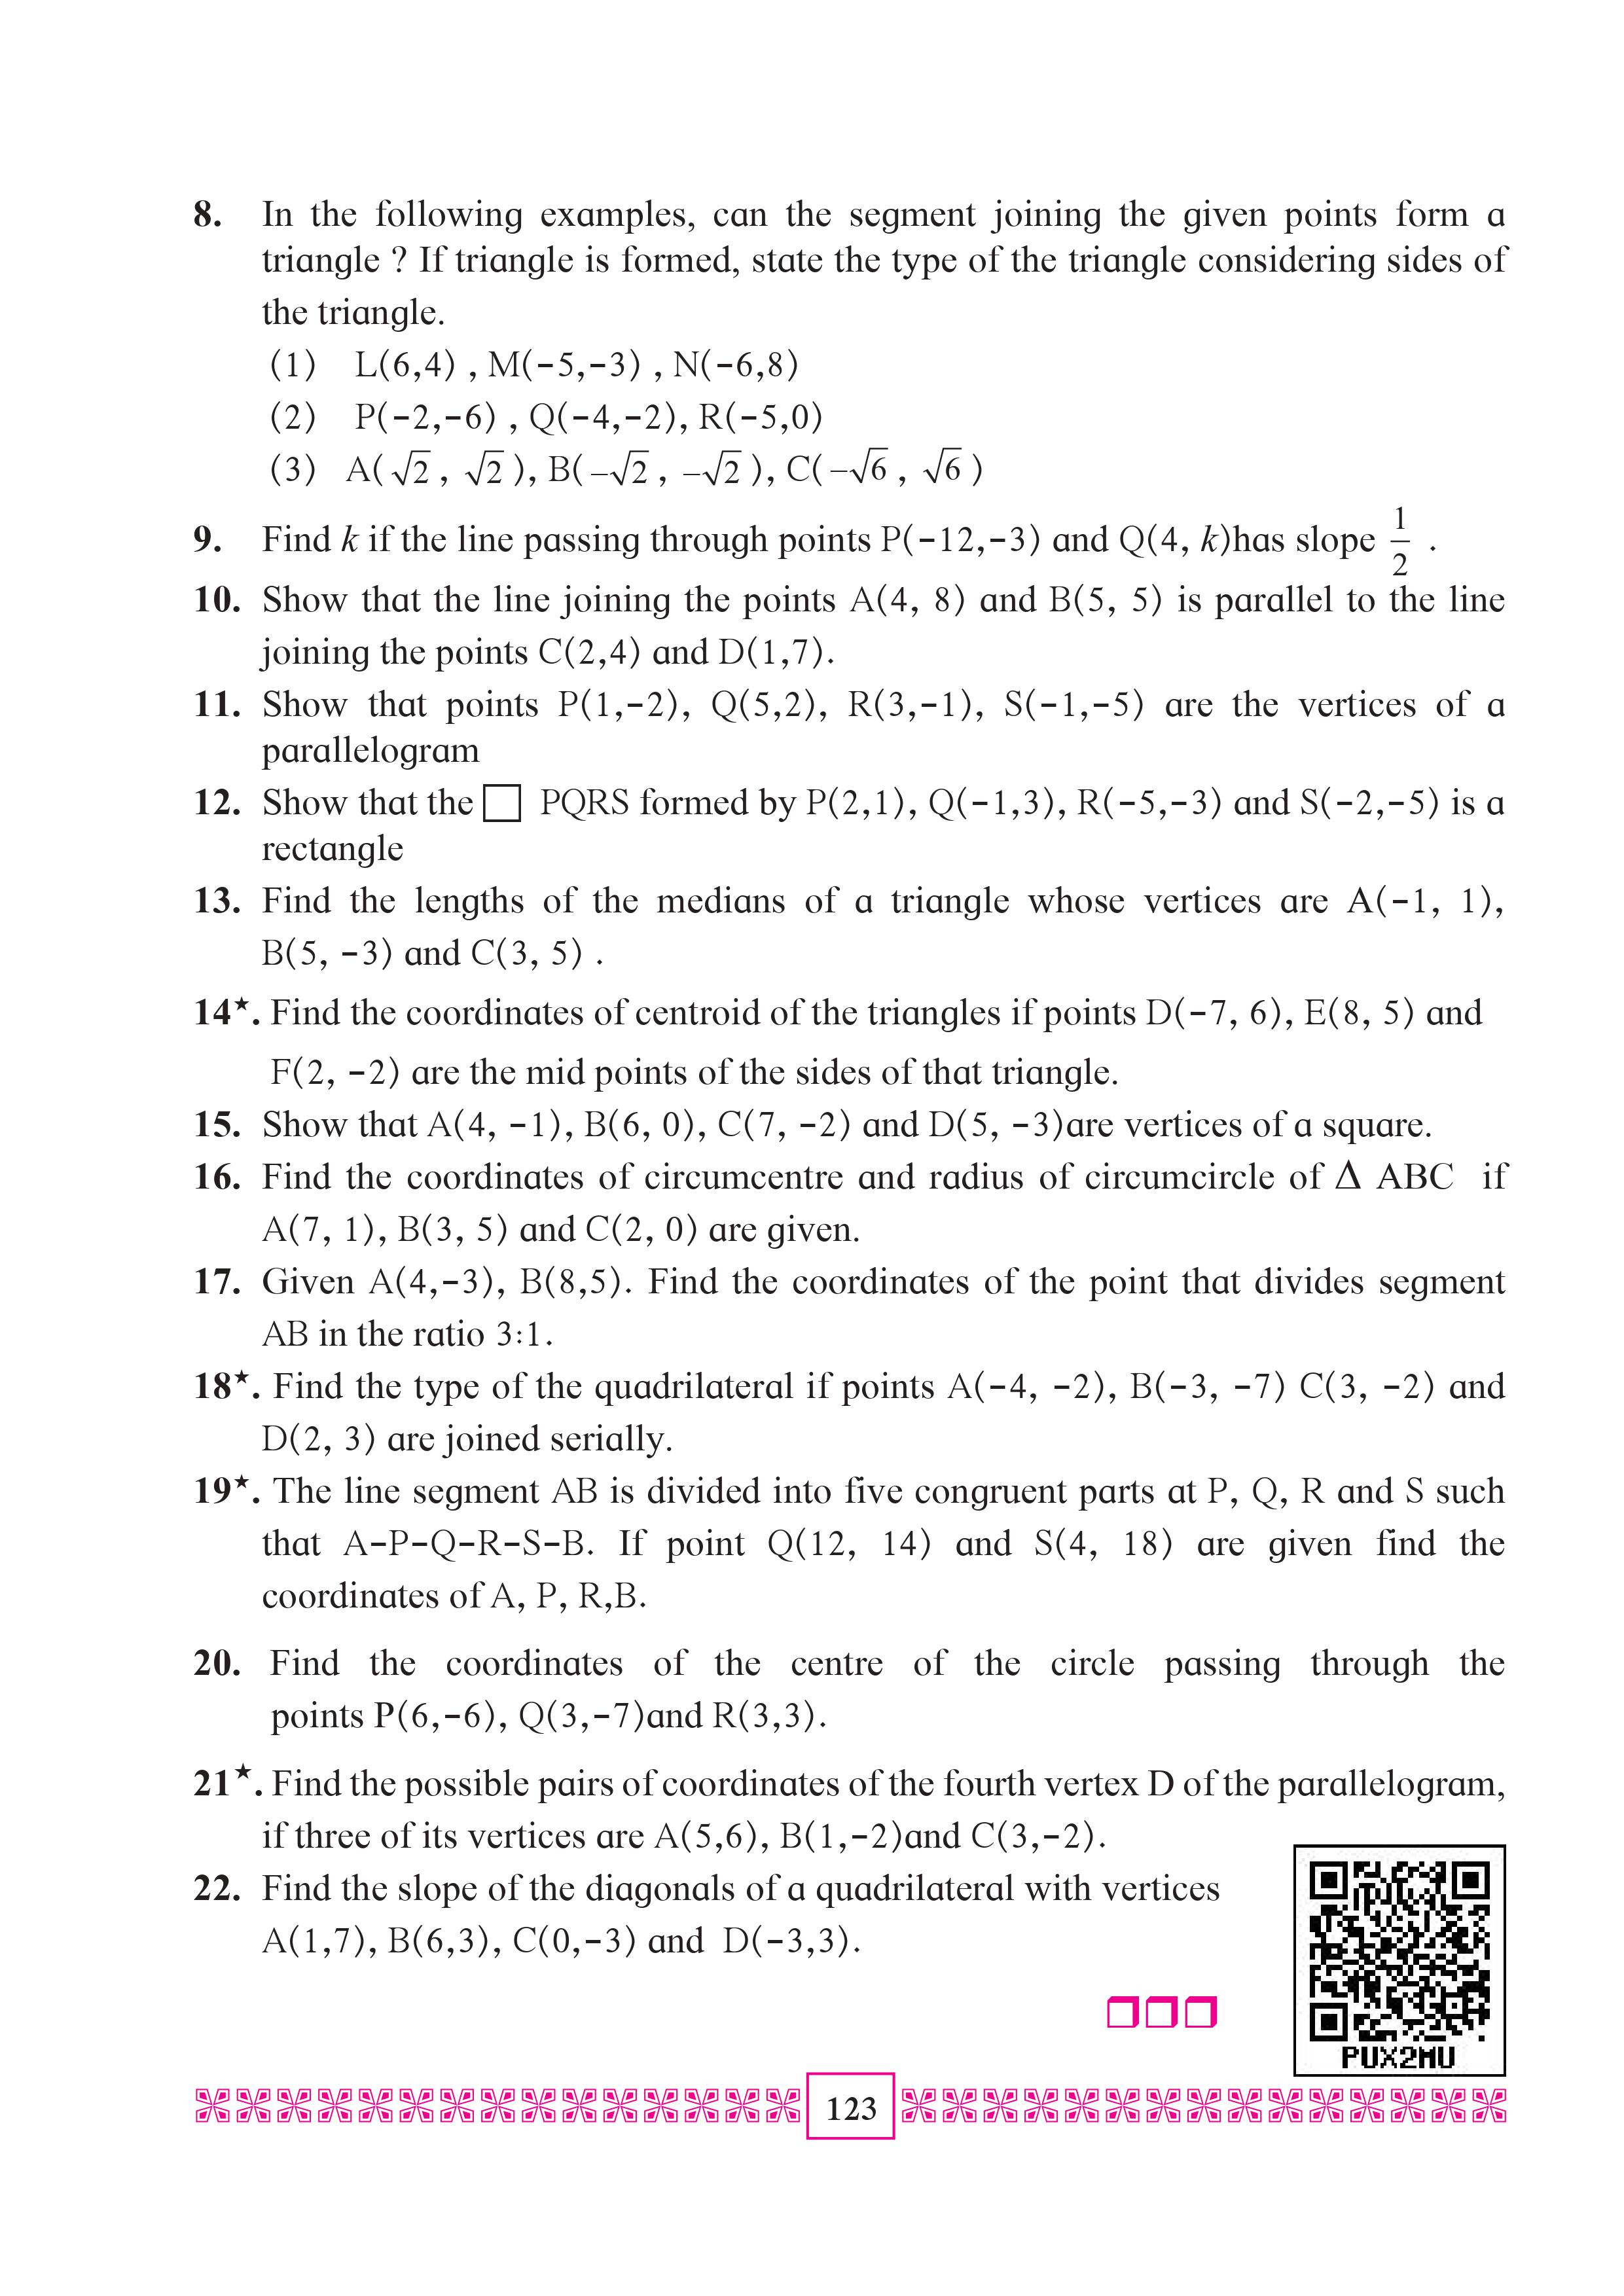 8. In the following examples, can the segment joining the given points form a
triangle ? If triangle is formed, state the type of the triangle considering sides of
the triangle.
(1) L(6,4) , M(-5,-3) , N(-6,8)
(2) P(-2,-6) , Q(-4,-2), R(-5,0)
(3) A( √2 , √2 ), B( –√2 , –√2 ), C( –√6 , √6 )
9. Find k if the line passing through points P(-12,-3) and Q(4, k)has slope 1/2 .
10. Show that the line joining the points A(4, 8) and B(5, 5) is parallel to the line
joining the points C(2,4) and D(1,7).
11. Show that points P(1,-2), Q(5,2), R(3,-1), S(-1,-5) are the vertices of a
parallelogram
12. Show that the □ PQRS formed by P(2,1), Q(-1,3), R(-5,-3) and S(-2,-5) is a
rectangle
13. Find the lengths of the medians of a triangle whose vertices are A(-1, 1),
B(5, -3) and C(3, 5) .
14★. Find the coordinates of centroid of the triangles if points D(-7, 6), E(8, 5) and
F(2, -2) are the mid points of the sides of that triangle.
15. Show that A(4, -1), B(6, 0), C(7, -2) and D(5, -3)are vertices of a square.
16. Find the coordinates of circumcentre and radius of circumcircle of Δ ABC if
A(7, 1), B(3, 5) and C(2, 0) are given.
17. Given A(4,-3), B(8,5). Find the coordinates of the point that divides segment
AB in the ratio 3:1.
18★. Find the type of the quadrilateral if points A(-4, -2), B(-3, -7) C(3, -2) and
D(2, 3) are joined serially.
19★. The line segment AB is divided into five congruent parts at P, Q, R and S such
that A-P-Q-R-S-B. If point Q(12, 14) and S(4, 18) are given find the
coordinates of A, P, R,B.
20. Find the coordinates of the centre of the circle passing through the
points P(6,-6), Q(3,-7)and R(3,3).
21★. Find the possible pairs of coordinates of the fourth vertex D of the parallelogram,
if three of its vertices are A(5,6), B(1,-2)and C(3,-2).
22. Find the slope of the diagonals of a quadrilateral with vertices
A(1,7), B(6,3), C(0,-3) and D(-3,3).
PUX2MU
123